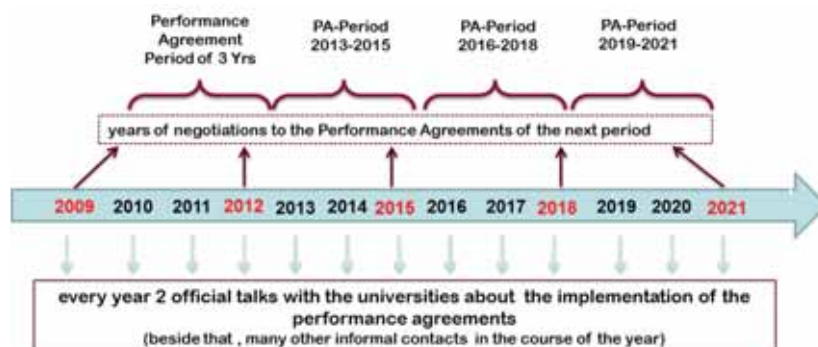 Performance
Agreement
Period of 3 Yrs
PA-Period
2013-2015
PA-Period
2016-2018
PA-Period
2019-2021
years of negotiations to the Performance Agreements of the next period
2009 2010 2011 2012 2013 2014 2015 2016 2017 2018 2019 2020 2021
every year 2 official talks with the universities about the implementation of the
performance agreements
(beside that , many other informal contacts in the course of the year)